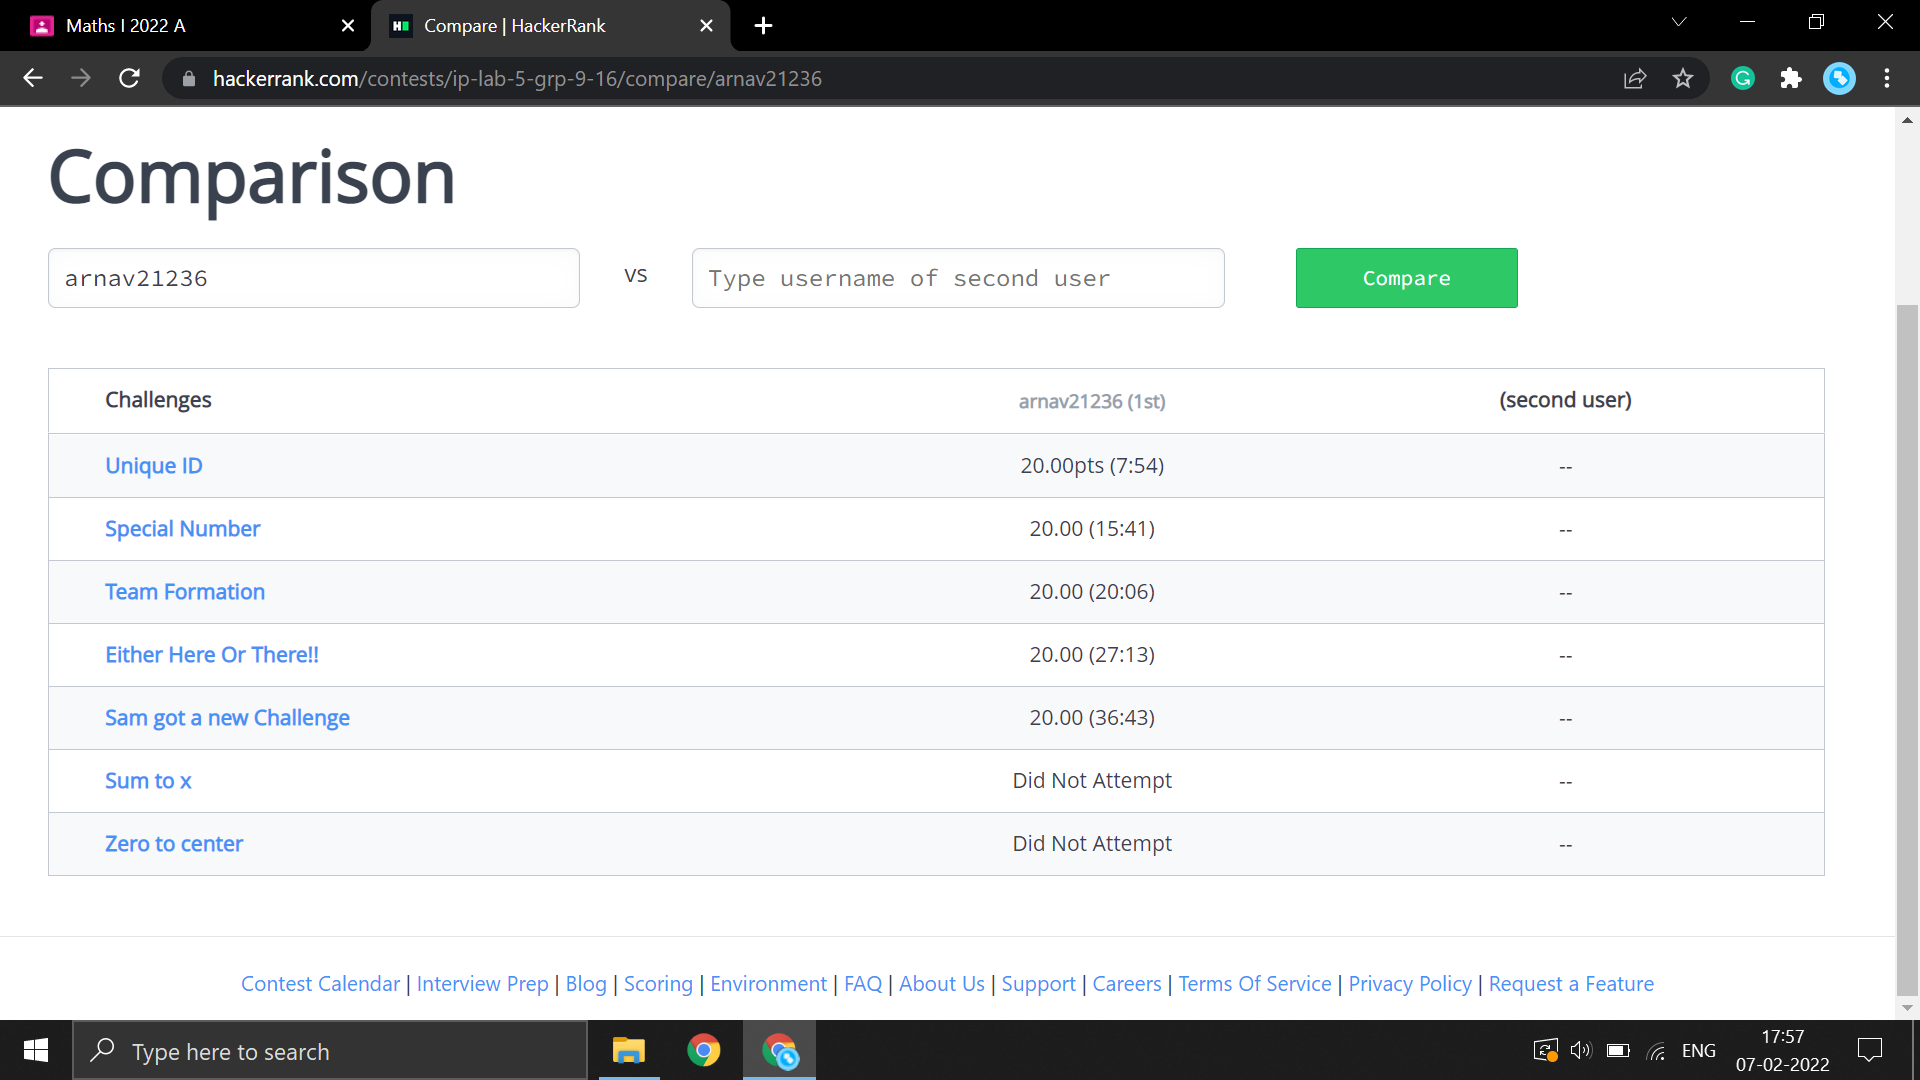 Maths I 2022 A
Compare | HackerRank
hackerrank.com/contests/ip-lab-5-grp-9-16/compare/arnav21236
Comparison
arnav21236 VS Type username of second user Compare
Challenges arnav21236 (1st) (second user)
Unique ID 20.00pts (7:54) --
Special Number 20.00 (15:41) --
Team Formation 20.00 (20:06) --
Either Here Or There!! 20.00 (27:13) --
Sam got a new Challenge 20.00 (36:43) --
Sum to x Did Not Attempt --
Zero to center Did Not Attempt --
Contest Calendar | Interview Prep | Blog | Scoring | Environment | FAQ | About Us | Support | Careers | Terms Of Service | Privacy Policy | Request a Feature
Type here to search
ENG
17:57
07-02-2022